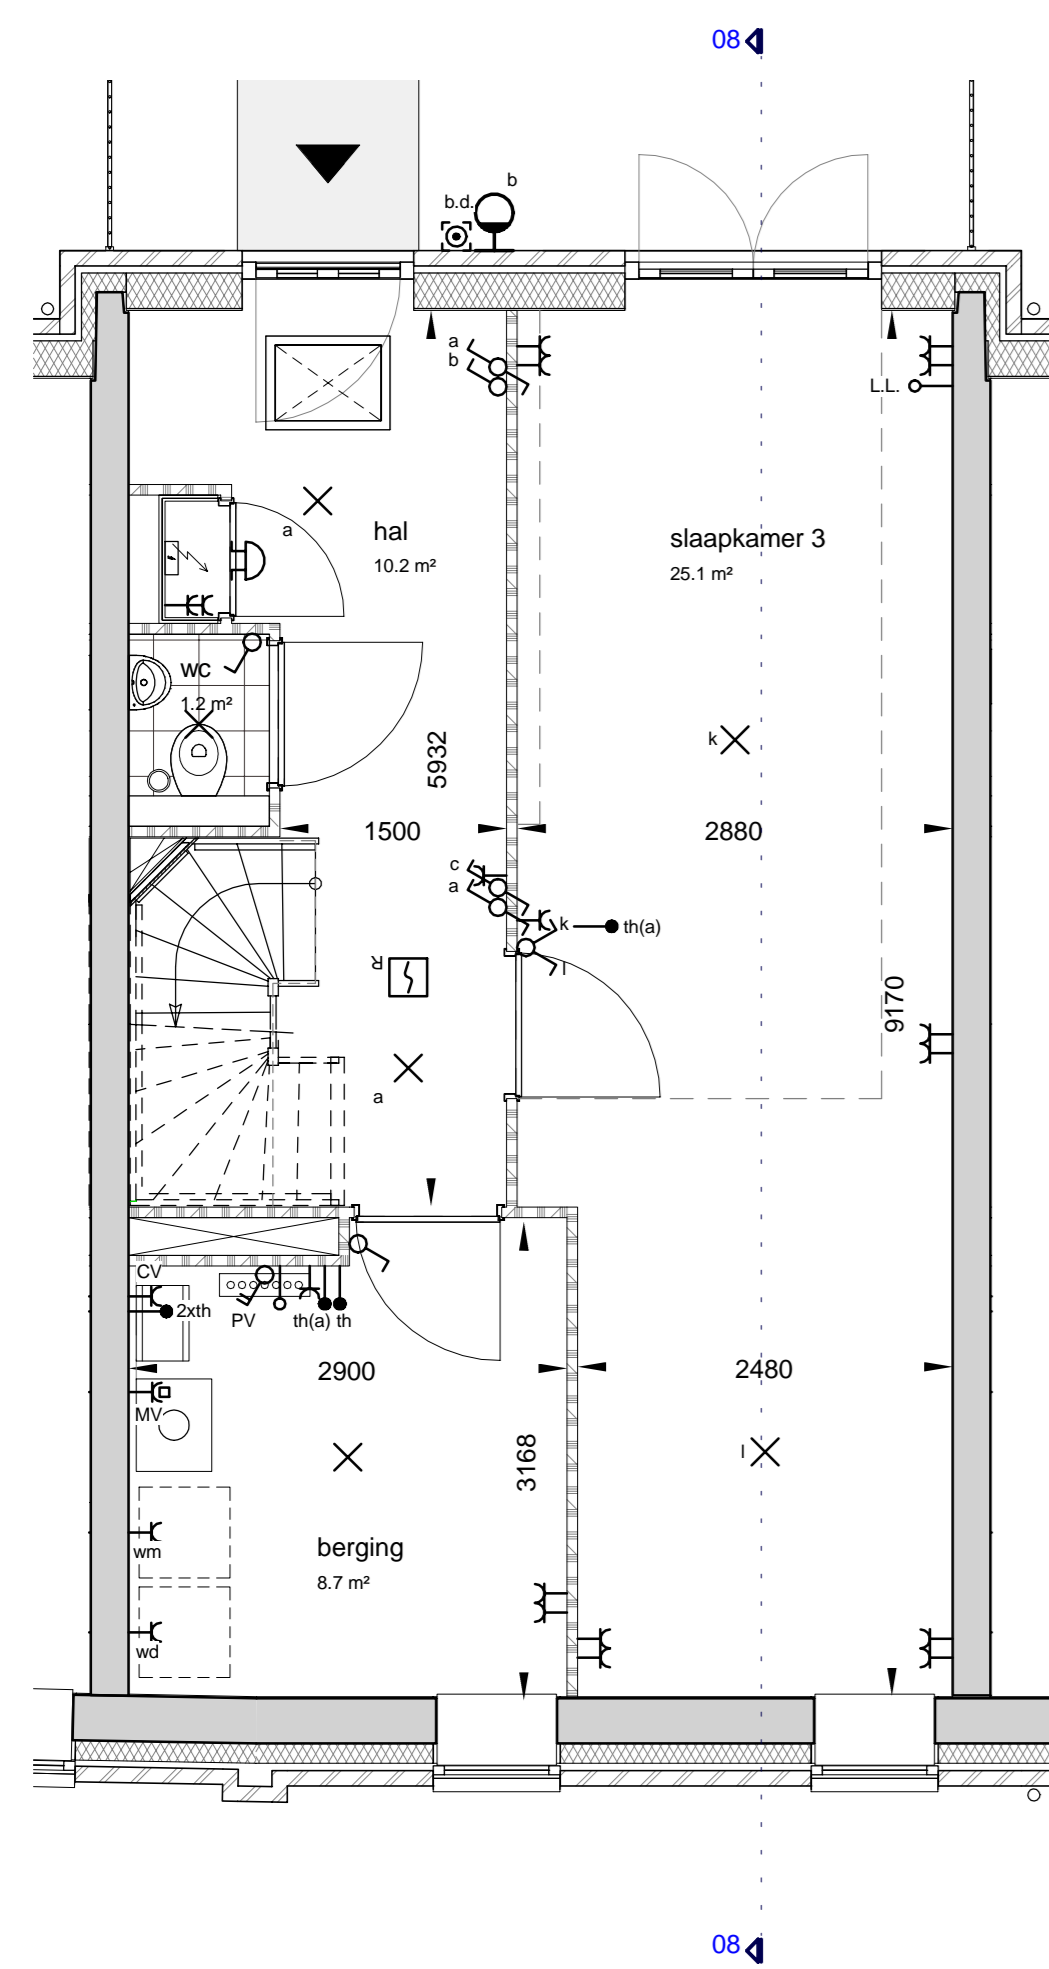 08
b
b.d.
a
b
L.L.
a
hal
10.2 m²
slaapkamer 3
25.1 m²
wc
1.2 m²
k
5932
1500
2880
c
a
k
th(a)
l
R
9170
a
CV
2xth
PV
th(a) th
2900
2480
MV
3168
l
wm
berging
8.7 m²
wd
08